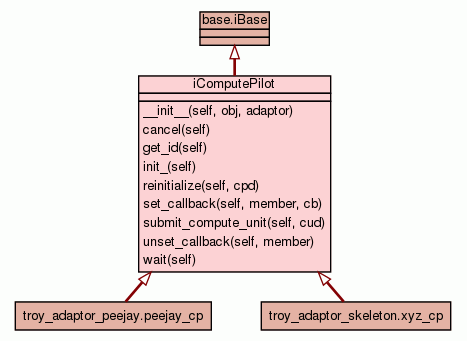 base.iBase
iComputePilot
__init__(self, obj, adaptor)
cancel(self)
get_id(self)
init_(self)
reinitialize(self, cpd)
set_callback(self, member, cb)
submit_compute_unit(self, cud)
unset_callback(self, member)
wait(self)
troy_adaptor_peejay.peejay_cp
troy_adaptor_skeleton.xyz_cp